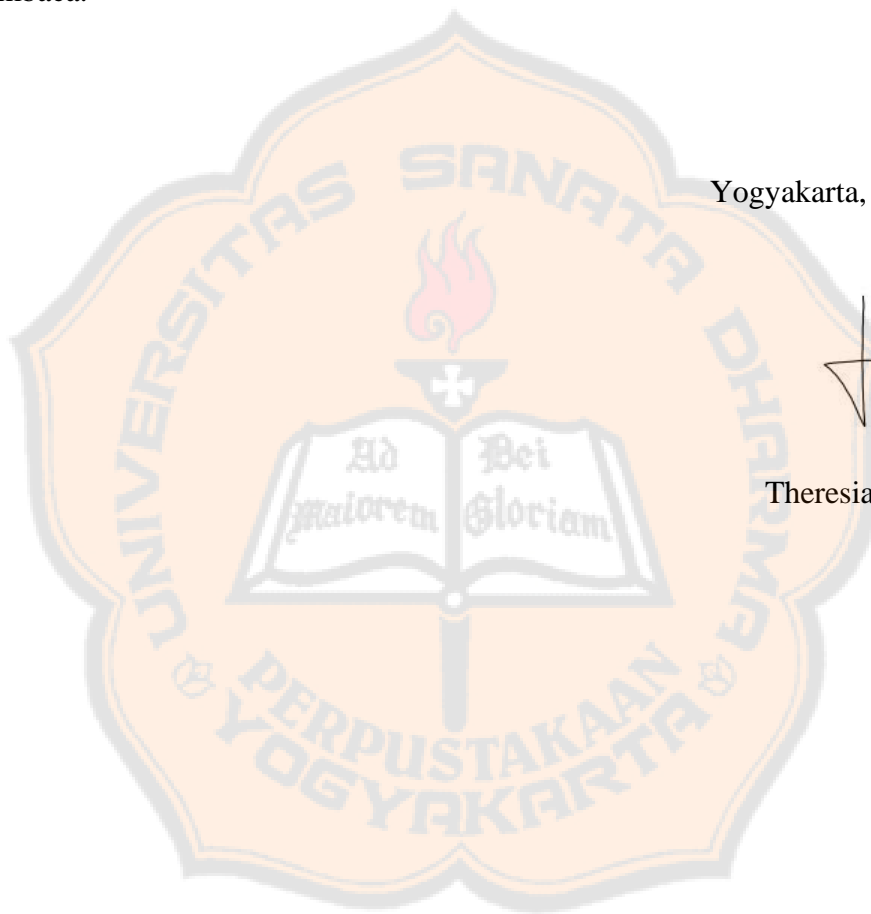 Yogyakarta,
UNIVERSITAS SANATA DHARMA
Ad Dei
Maiorem Gloriam
Theresia
PERPUSTAKAAN
YOGYAKARTA